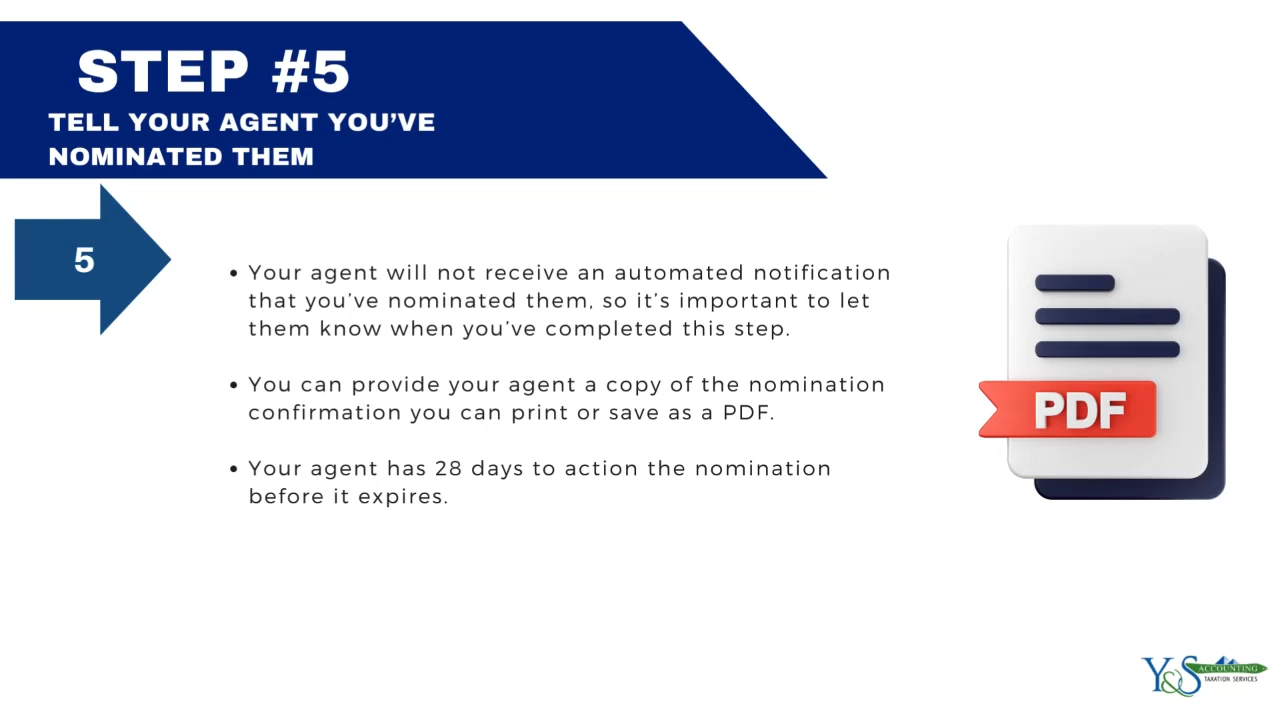 STEP #5
TELL YOUR AGENT YOU’VE
NOMINATED THEM
5
• Your agent will not receive an automated notification
that you’ve nominated them, so it’s important to let
them know when you’ve completed this step.
• You can provide your agent a copy of the nomination
confirmation you can print or save as a PDF.
• Your agent has 28 days to action the nomination
before it expires.
PDF
Y&S ACCOUNTING
TAXATION SERVICES